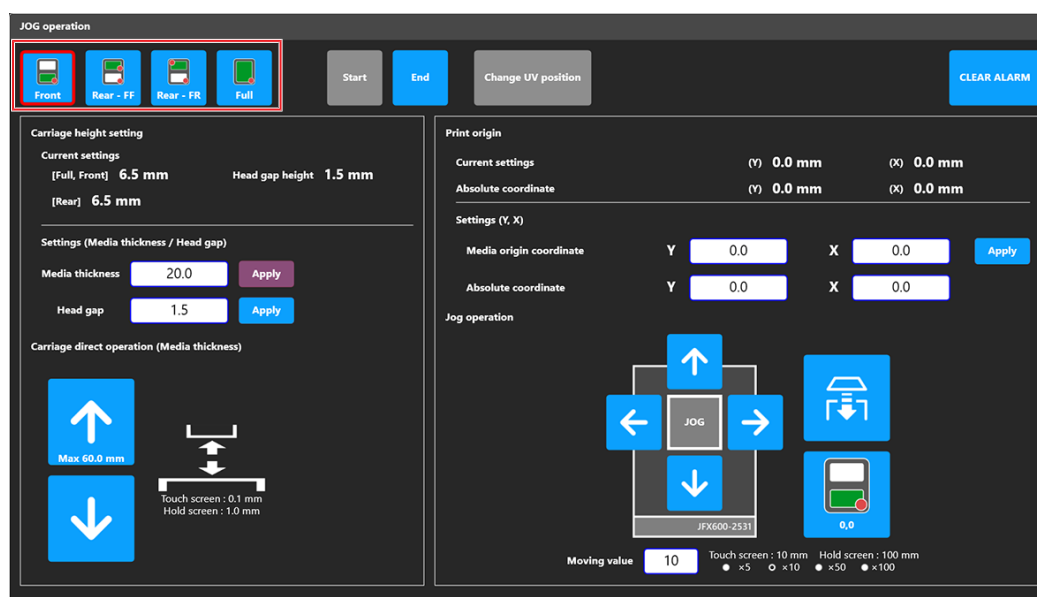 JOG operation
Front
Rear - FF
Rear - FR
Full
Start
End
Change UV position
CLEAR ALARM
Carriage height setting
Current settings
[Full, Front] 6.5 mm Head gap height 1.5 mm
[Rear] 6.5 mm
Settings (Media thickness / Head gap)
Media thickness 20.0 Apply
Head gap 1.5 Apply
Carriage direct operation (Media thickness)
Max 60.0 mm
Touch screen : 0.1 mm
Hold screen : 1.0 mm
Print origin
Current settings (Y) 0.0 mm (X) 0.0 mm
Absolute coordinate (Y) 0.0 mm (X) 0.0 mm
Settings (Y, X)
Media origin coordinate Y 0.0 X 0.0 Apply
Absolute coordinate Y 0.0 X 0.0
Jog operation
JOG
JFX600-2531
0,0
Moving value 10 Touch screen : 10 mm Hold screen : 100 mm
×5 ×10 ×50 ×100